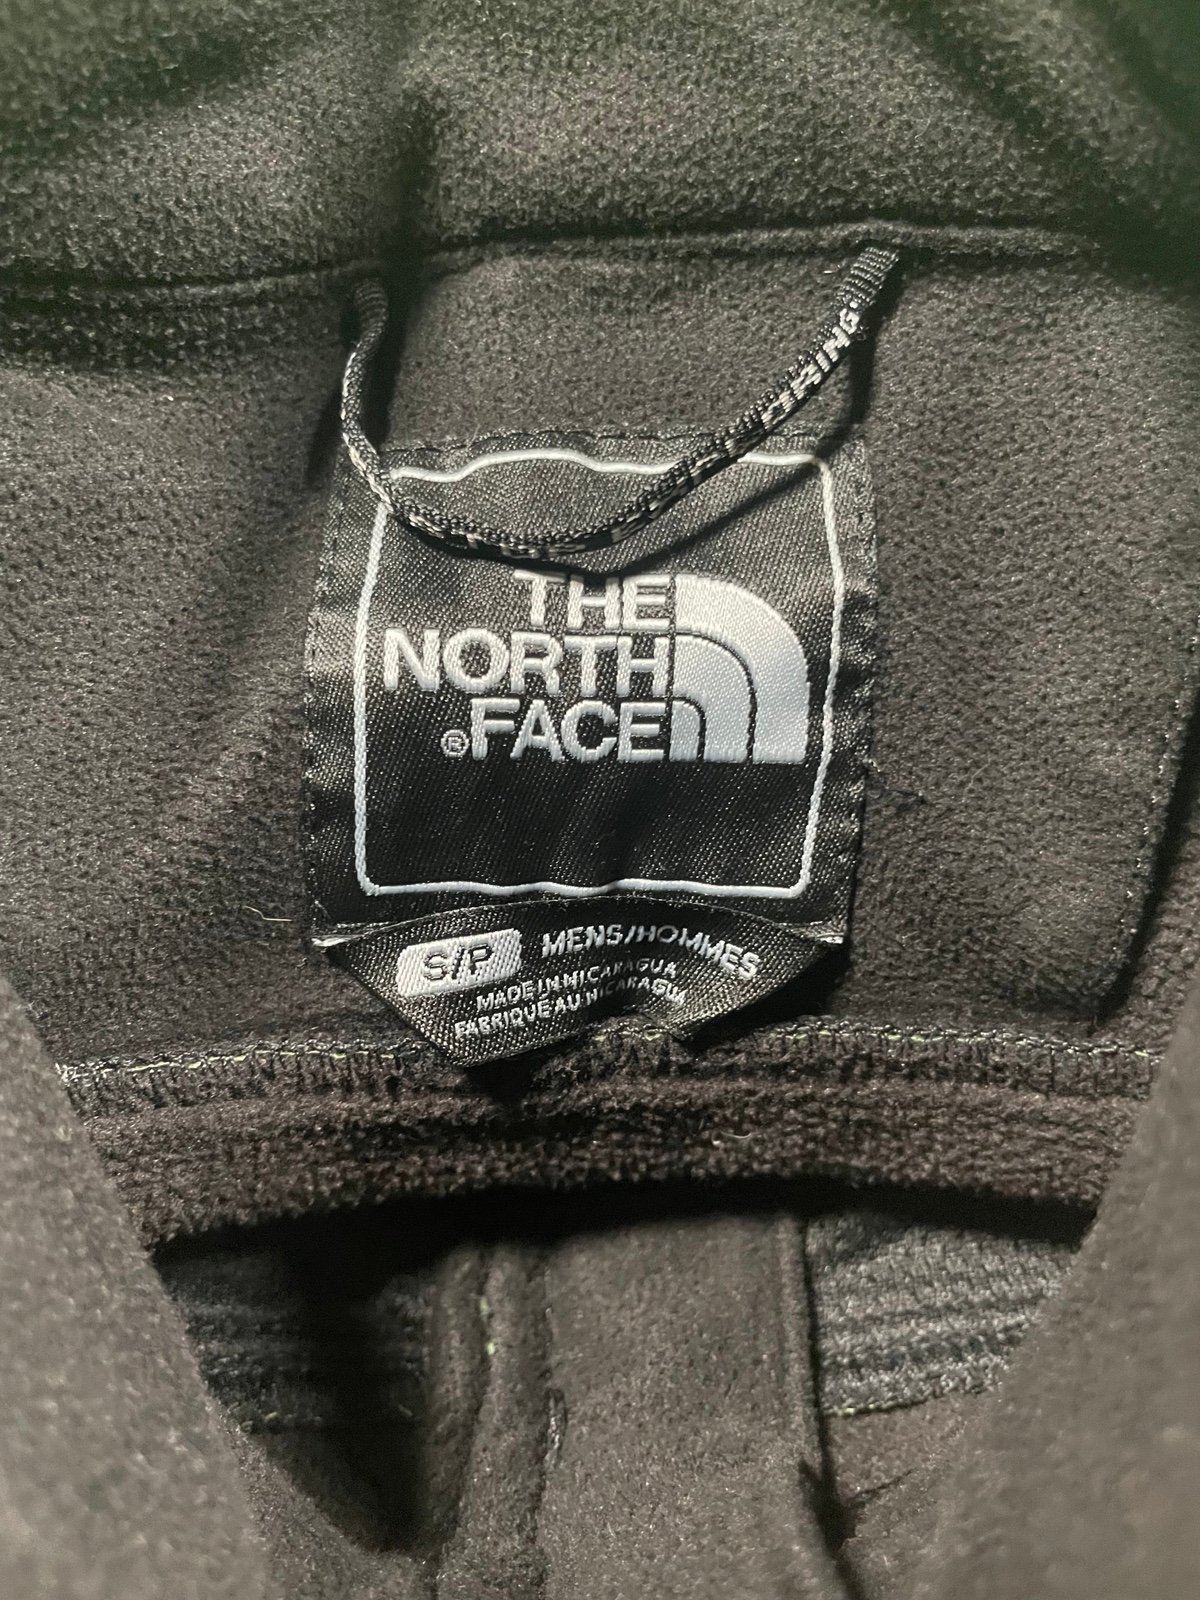 THE
NORTH
®FACE
S/P MENS/HOMMES
MADE IN NICARAGUA
FABRIQUE AU NICARAGUA